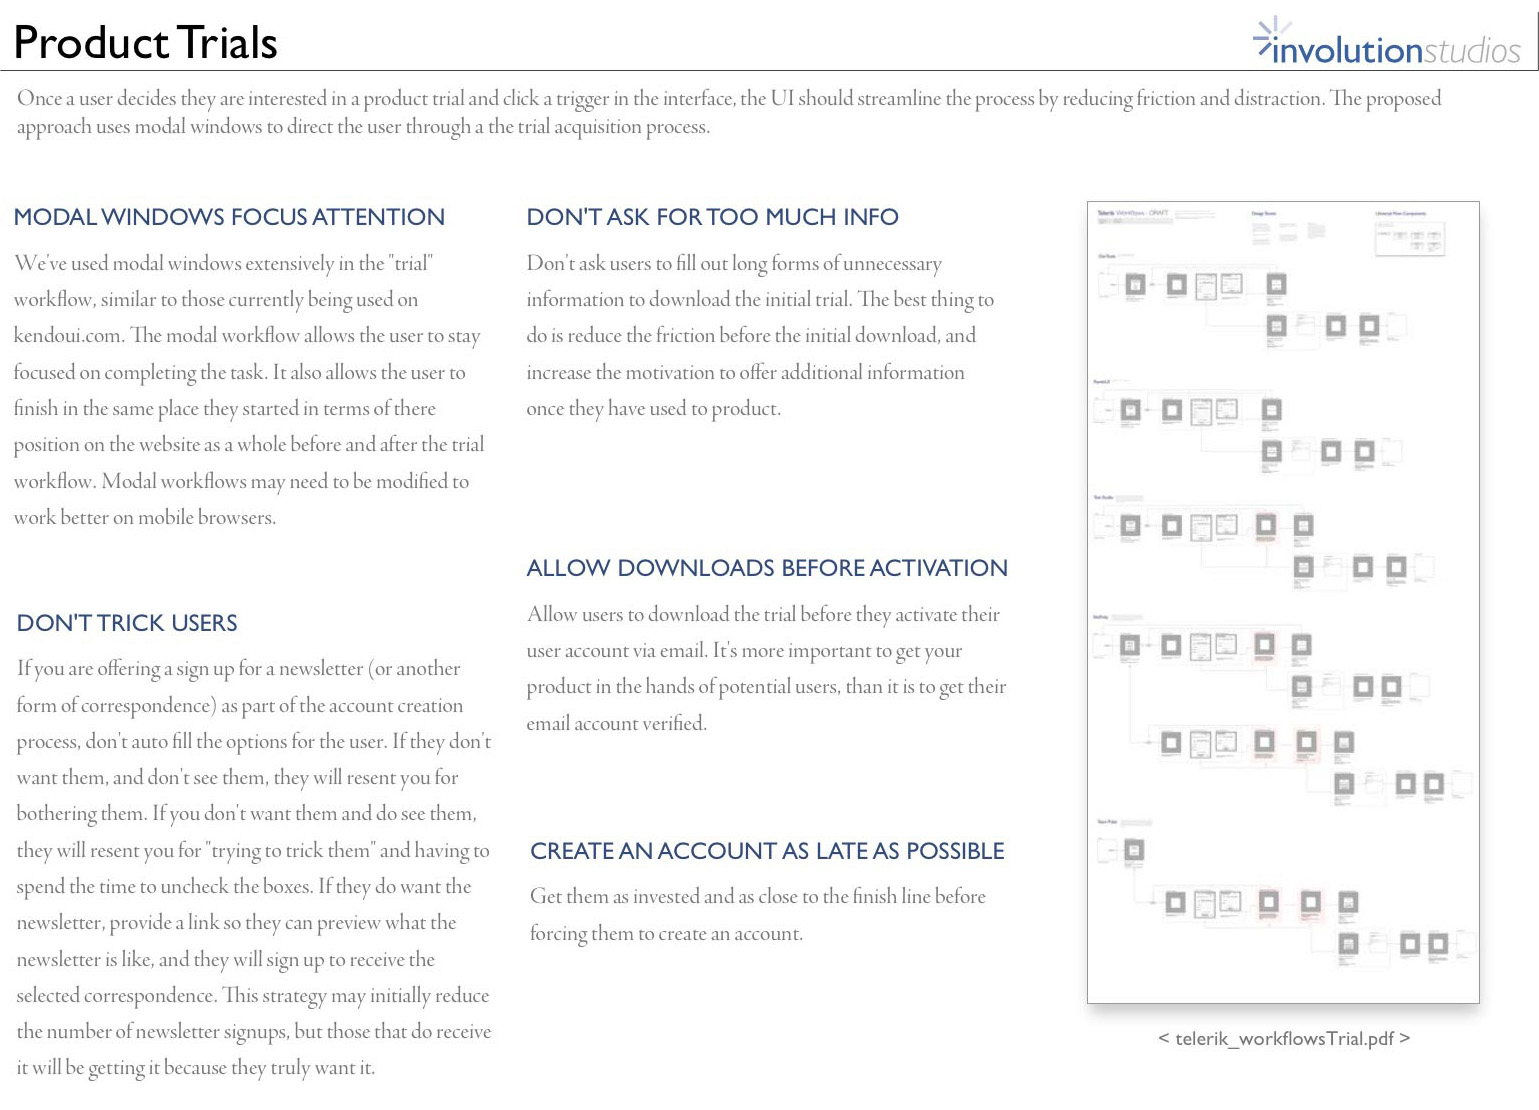 Product Trials
involutionstudios
Once a user decides they are interested in a product trial and click a trigger in the interface, the UI should streamline the process by reducing friction and distraction. The proposed
approach uses modal windows to direct the user through a the trial acquisition process.
MODAL WINDOWS FOCUS ATTENTION
We've used modal windows extensively in the "trial"
workflow, similar to those currently being used on
kendoui.com. The modal workflow allows the user to stay
focused on completing the task. It also allows the user to
finish in the same place they started in terms of there
position on the website as a whole before and after the trial
workflow. Modal workflows may need to be modified to
work better on mobile browsers.
DON'T TRICK USERS
If you are offering a sign up for a newsletter (or another
form of correspondence) as part of the account creation
process, don't auto fill the options for the user. If they don't
want them, and don't see them, they will resent you for
bothering them. If you don't want them and do see them,
they will resent you for "trying to trick them" and having to
spend the time to uncheck the boxes. If they do want the
newsletter, provide a link so they can preview what the
newsletter is like, and they will sign up to receive the
selected correspondence. This strategy may initially reduce
the number of newsletter signups, but those that do receive
it will be getting it because they truly want it.
DON'T ASK FOR TOO MUCH INFO
Don't ask users to fill out long forms of unnecessary
information to download the initial trial. The best thing to
do is reduce the friction before the initial download, and
increase the motivation to offer additional information
once they have used to product.
ALLOW DOWNLOADS BEFORE ACTIVATION
Allow users to download the trial before they activate their
user account via email. It's more important to get your
product in the hands of potential users, than it is to get their
email account verified.
CREATE AN ACCOUNT AS LATE AS POSSIBLE
Get them as invested and as close to the finish line before
forcing them to create an account.
Telerik Workflows - DRAFT
< telerik_workflowsTrial.pdf >